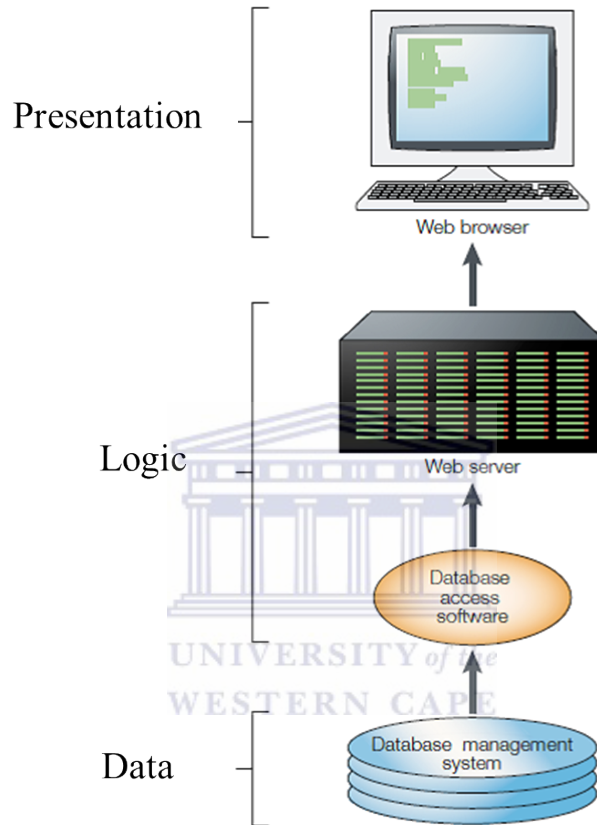 Presentation
Web browser
Logic
Web server
Database
access
software
UNIVERSITY of the
WESTERN CAPE
Data
Database management
system